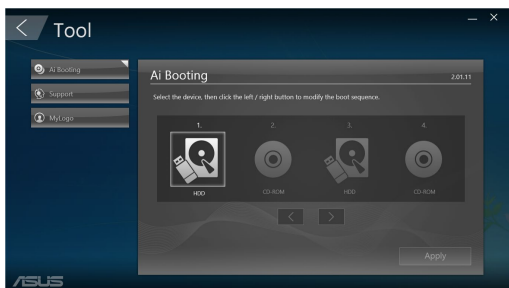 Tool
Ai Booting
Support
MyLogo
Ai Booting
2.01.11
Select the device, then click the left / right button to modify the boot sequence.
1.
2.
3.
4.
HDD
CD-ROM
HDD
CD-ROM
Apply
ASUS